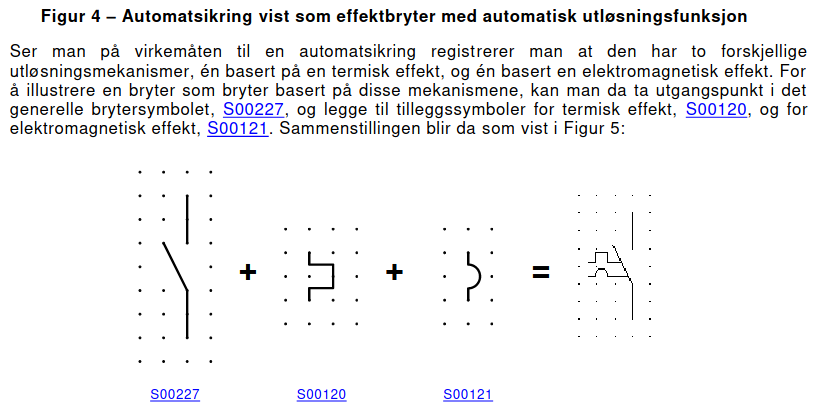 Figur 4 – Automatsikring vist som effektbryter med automatisk utløsningsfunksjon
Ser man på virkemåten til en automatsikring registrerer man at den har to forskjellige
utløsningsmekanismer, én basert på en termisk effekt, og én basert en elektromagnetisk effekt. For
å illustrere en bryter som bryter basert på disse mekanismene, kan man da ta utgangspunkt i det
generelle brytersymbolet, S00227, og legge til tilleggssymboler for termisk effekt, S00120, og for
elektromagnetisk effekt, S00121. Sammenstillingen blir da som vist i Figur 5:
+ + =
S00227 S00120 S00121